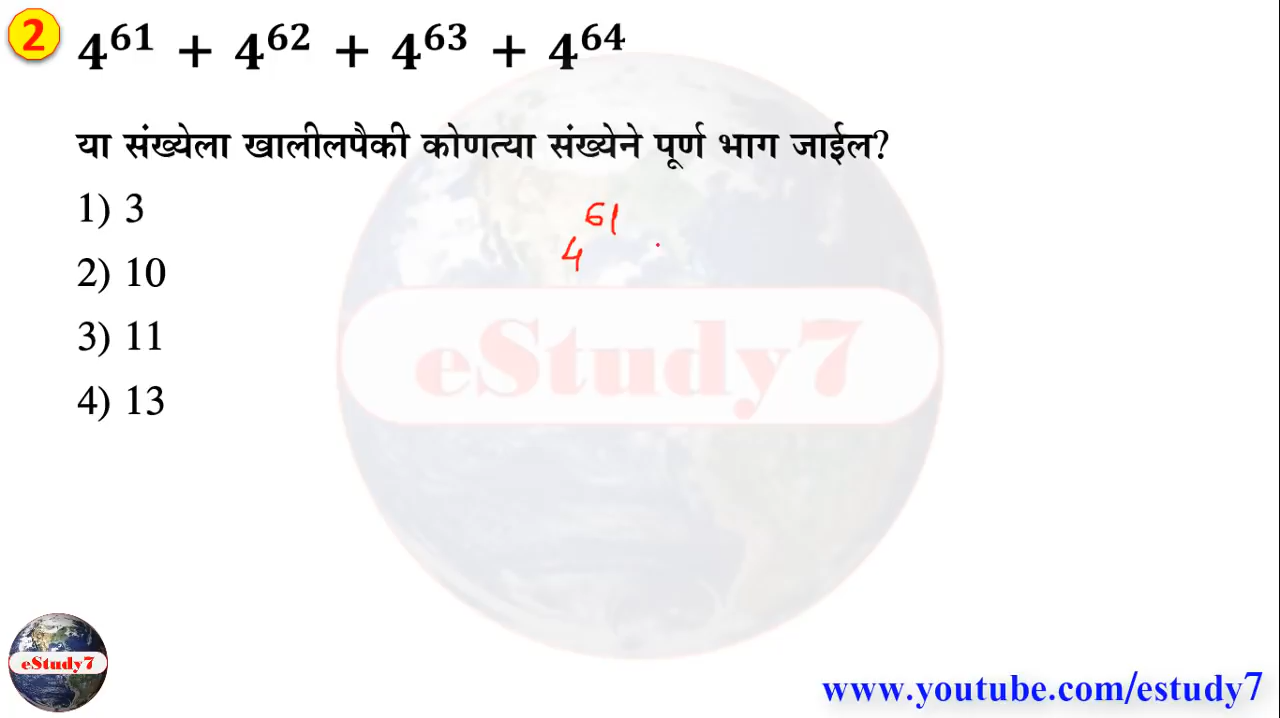 2 4⁶¹ + 4⁶² + 4⁶³ + 4⁶⁴
या संख्येला खालीलपैकी कोणत्या संख्येने पूर्ण भाग जाईल?
1) 3
4⁶¹
2) 10
3) 11
eStudy7
4) 13
eStudy7
www.youtube.com/estudy7